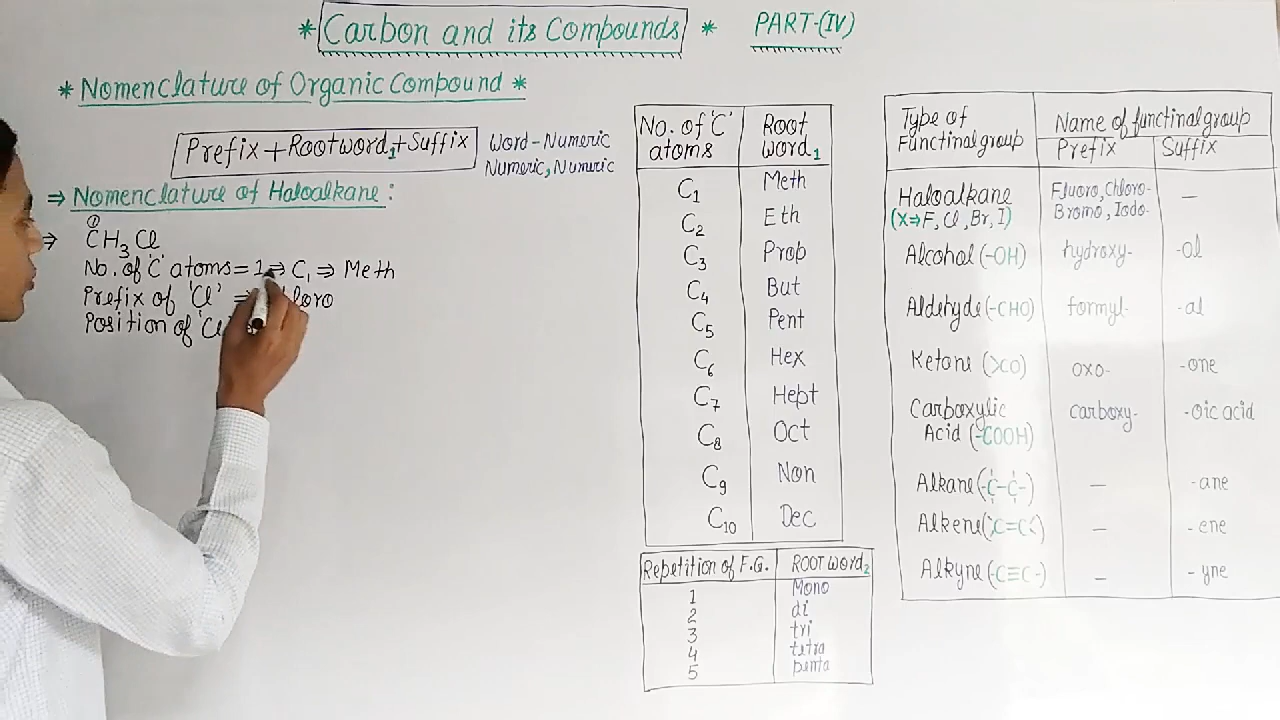 * Carbon and its Compounds * PART-(IV)
* Nomenclature of Organic Compound *
Prefix + Rootword₁ + Suffix
Word-Numeric
Numeric, Numeric
⇒ Nomenclature of Haloalkane :
①
⇒ CH₃Cl
No. of 'C' atoms = 1 ⇒ C₁ ⇒ Meth
Prefix of 'Cl' ⇒
Position of 'Cl'
No. of 'C' atoms Root word₁
C₁ Meth
C₂ Eth
C₃ Prop
C₄ But
C₅ Pent
C₆ Hex
C₇ Hept
C₈ Oct
C₉ Non
C₁₀ Dec
Repetition of F.G. ROOT word₂
1 Mono
2 di
3 tri
4 tetra
5 penta
Type of Functinal group Name of functinal group
Prefix Suffix
Haloalkane Fluoro, Chloro-
(X⇒F, Cl, Br, I) Bromo, Iodo- —
Alcohal (-OH) hydroxy- -ol
Aldehyde (-CHO) formyl- -al
Ketone (>CO) oxo- -one
Carboxylic carboxy- -oic acid
Acid (-COOH)
Alkane (-C-C-) — -ane
Alkene (>C=C<) — -ene
Alkyne (-C≡C-) — -yne